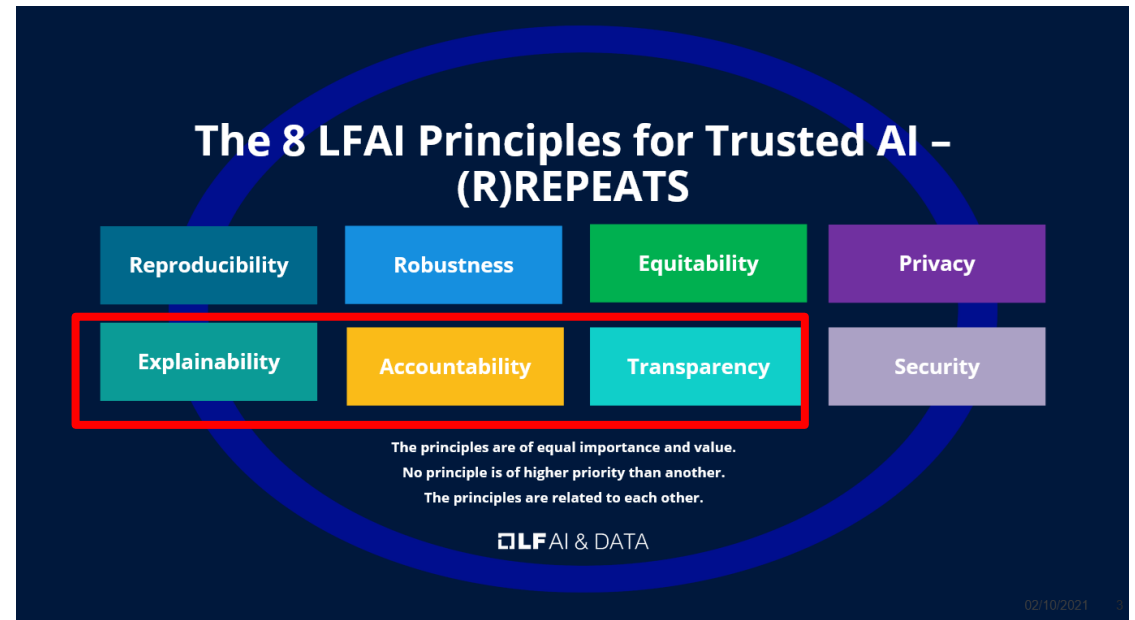 The 8 LFAI Principles for Trusted AI –
(R)REPEATS
Reproducibility
Robustness
Equitability
Privacy
Explainability
Accountability
Transparency
Security
The principles are of equal importance and value.
No principle is of higher priority than another.
The principles are related to each other.
LF AI & DATA
02/10/2021 3